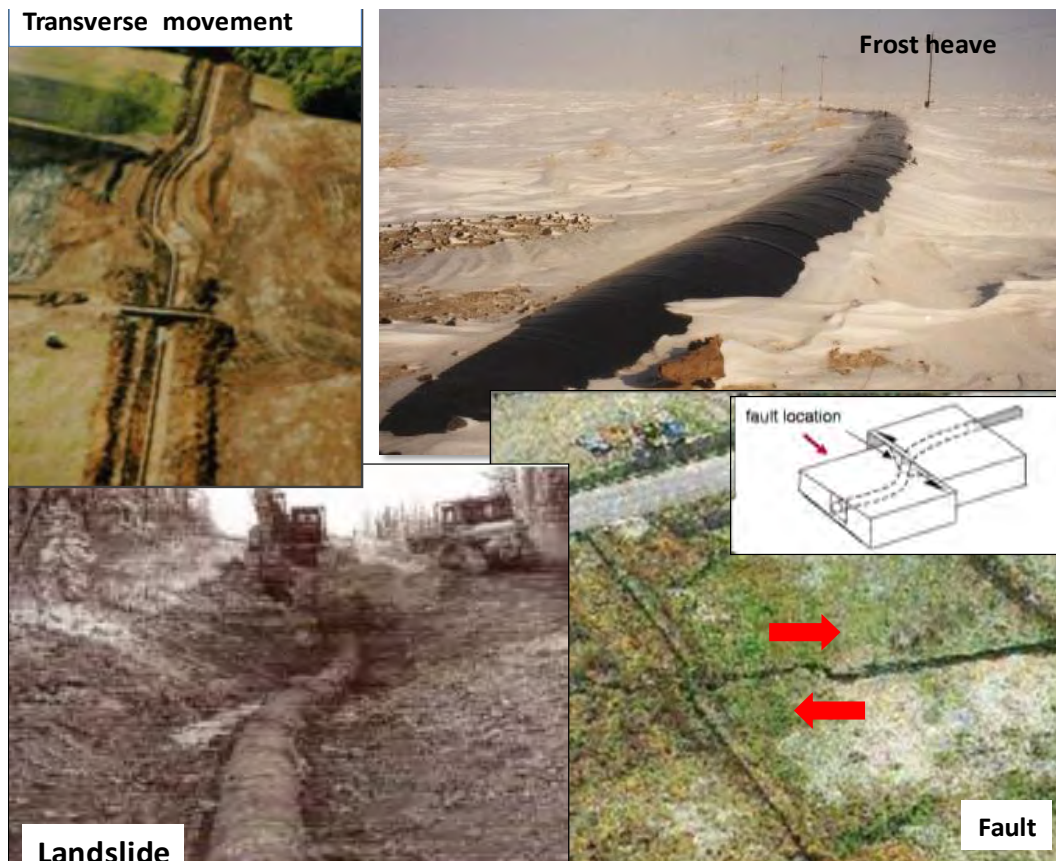 Transverse movement
Frost heave
fault location
Landslide
Fault